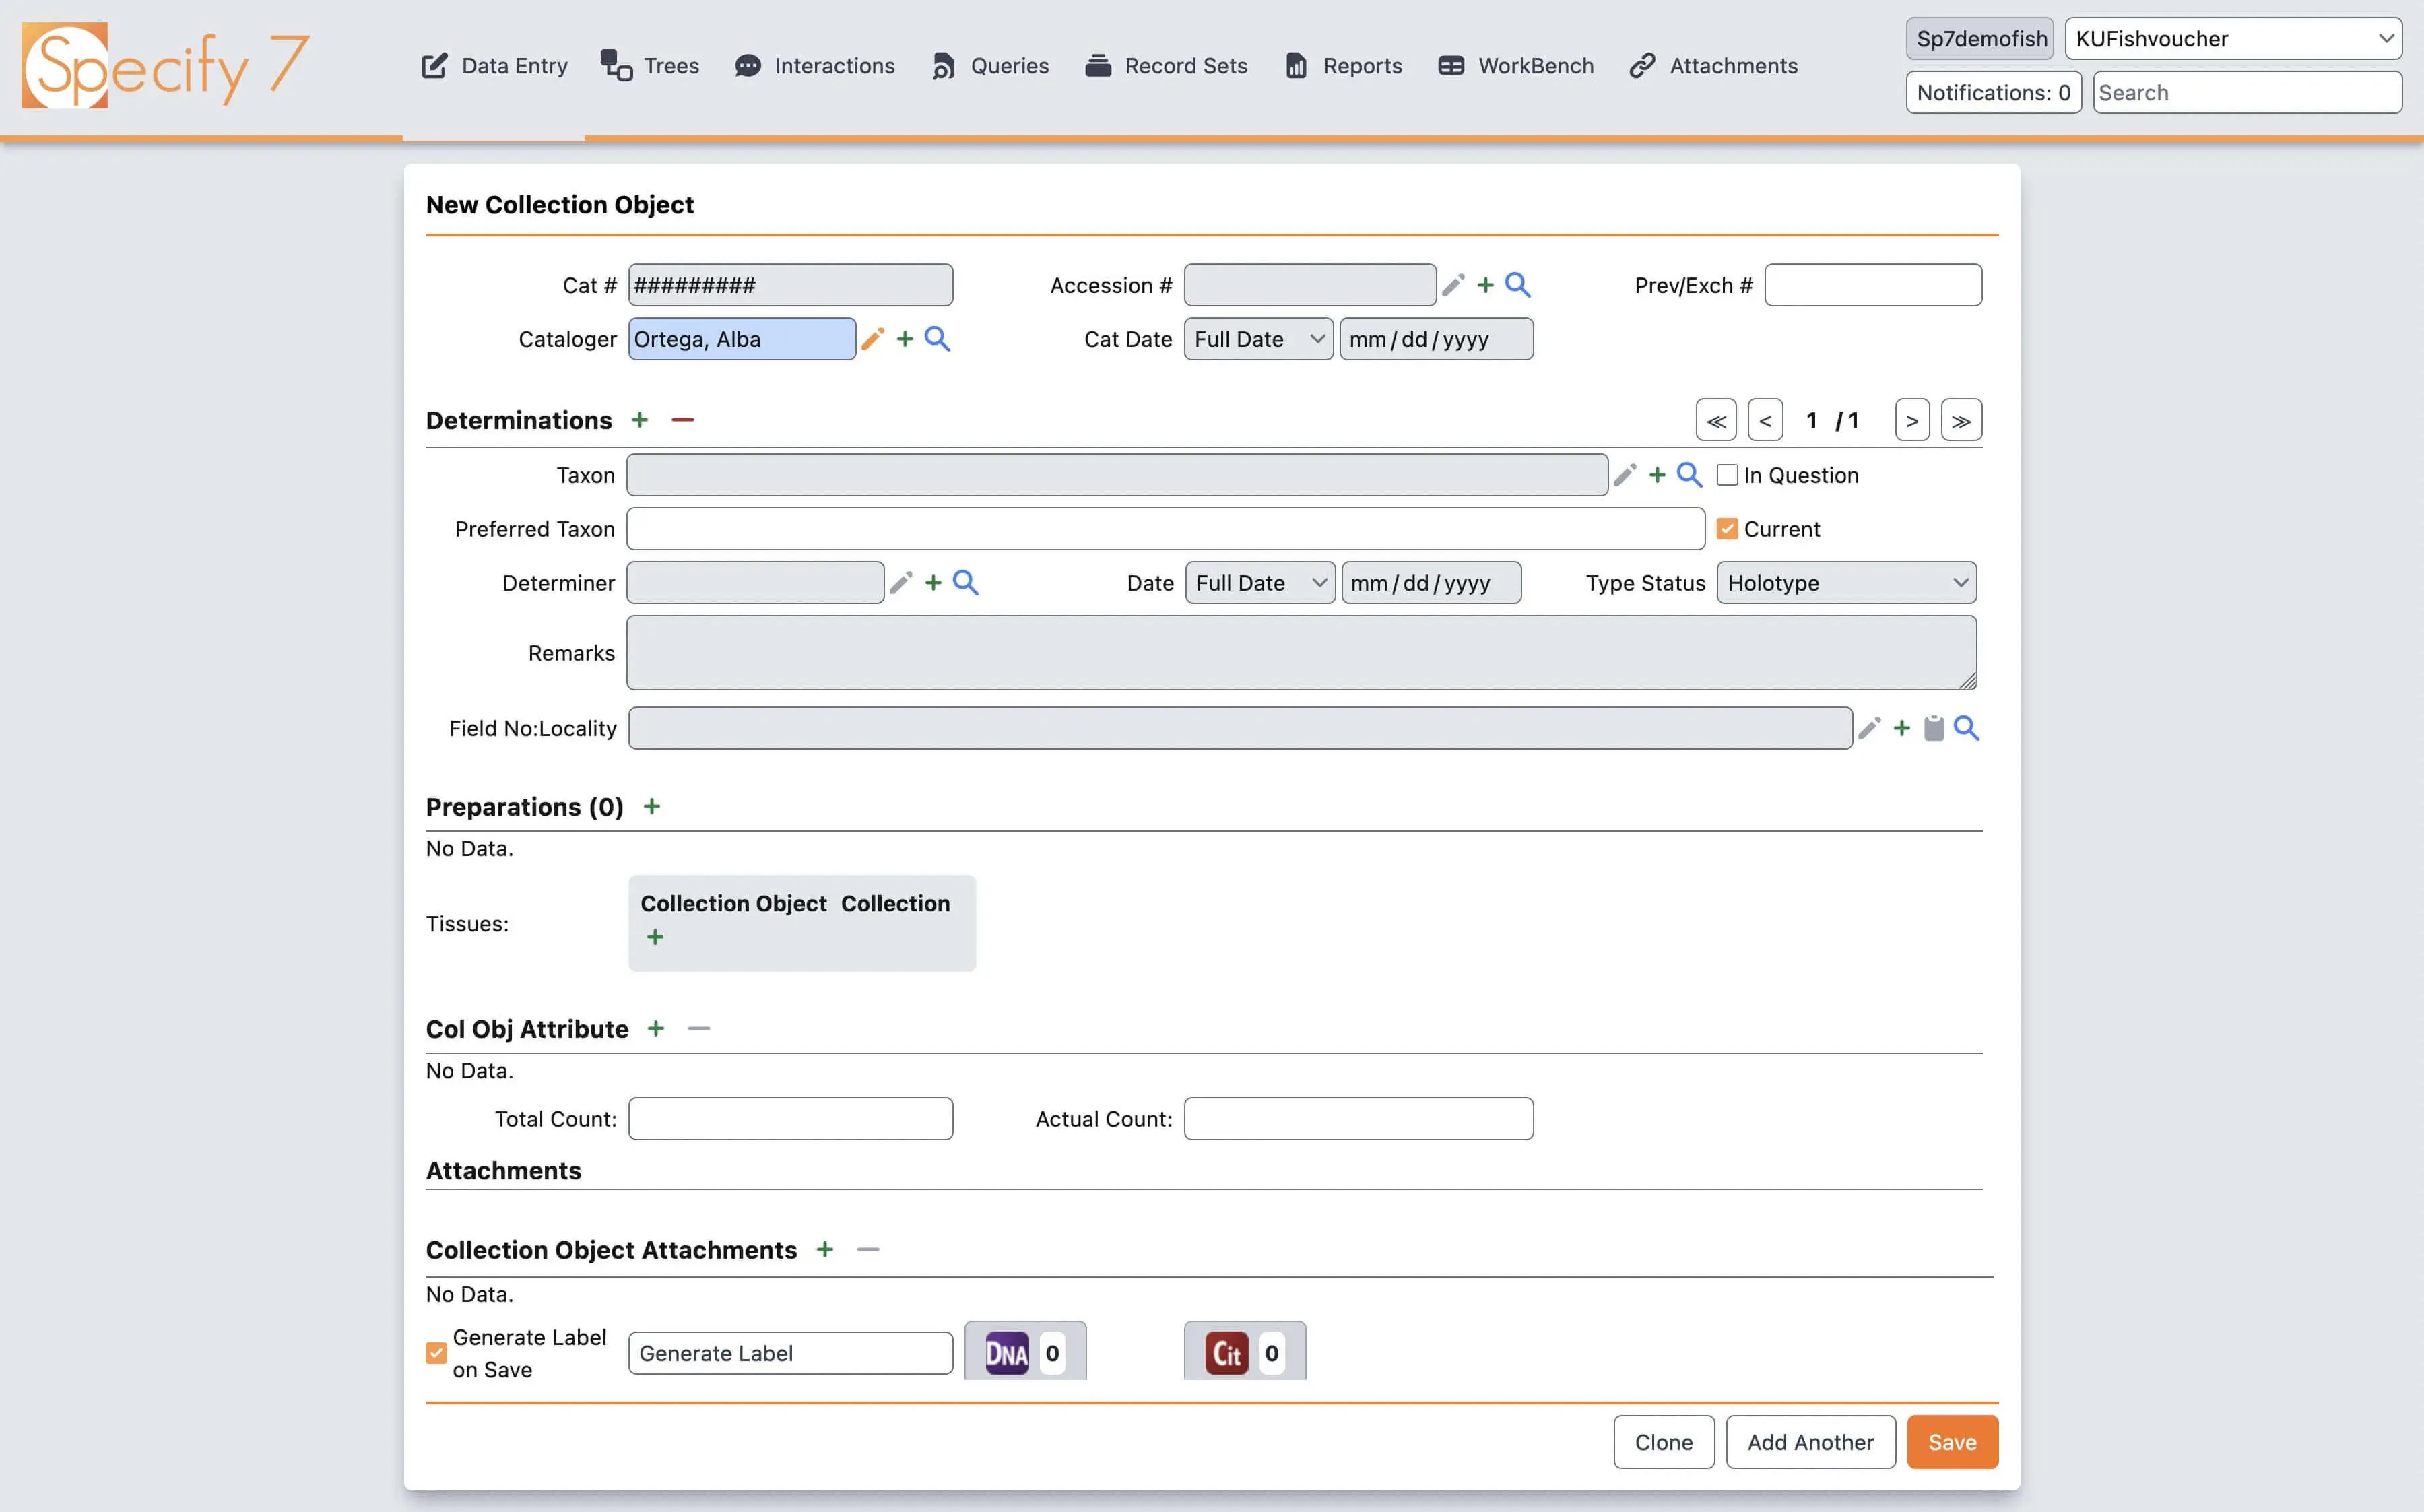 Specify 7
Data Entry Trees Interactions Queries Record Sets Reports WorkBench Attachments
Sp7demofish KUFishvoucher
Notifications: 0 Search
New Collection Object
Cat # ######### Accession # Prev/Exch #
Cataloger Ortega, Alba Cat Date Full Date mm/dd/yyyy
Determinations + − ≪ < 1 / 1 > ≫
Taxon In Question
Preferred Taxon Current
Determiner Date Full Date mm/dd/yyyy Type Status Holotype
Remarks
Field No:Locality
Preparations (0)
No Data.
Collection Object Collection
Tissues:
Col Obj Attribute
No Data.
Total Count: Actual Count:
Attachments
Collection Object Attachments
No Data.
Generate Label on Save Generate Label DNA 0 Cit 0
Clone Add Another Save